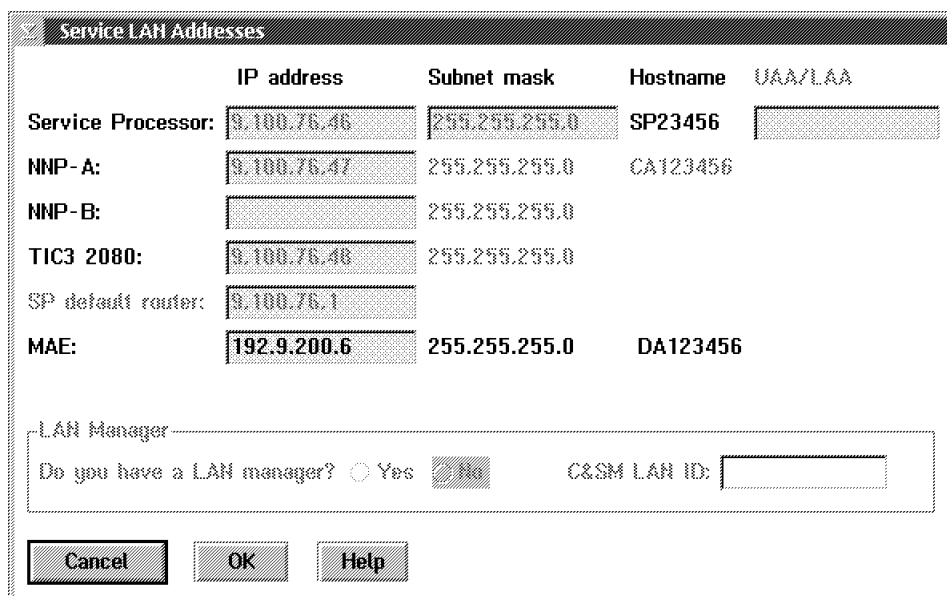 Service LAN Addresses
IP address Subnet mask Hostname UAA/LAA
Service Processor: 9.100.76.46 255.255.255.0 SP23456
NNP-A: 9.100.76.47 255.255.255.0 CA123456
NNP-B: 255.255.255.0
TIC3 2080: 9.100.76.48 255.255.255.0
SP default router: 9.100.76.1
MAE: 192.9.200.6 255.255.255.0 DA123456
LAN Manager
Do you have a LAN manager? Yes No C&SM LAN ID:
Cancel OK Help